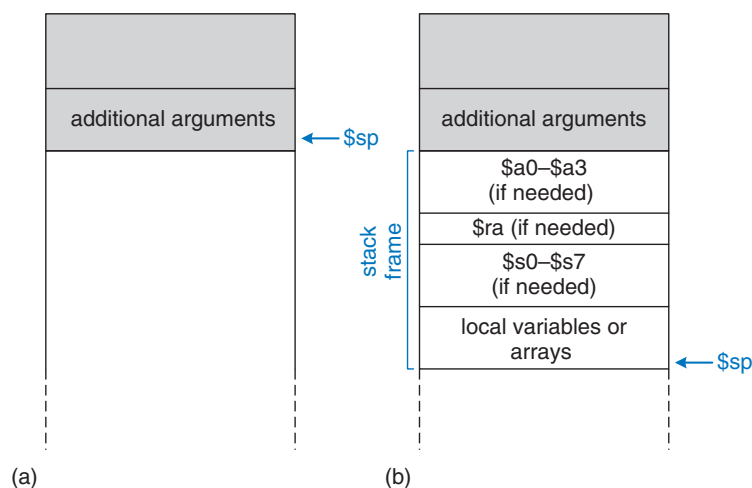 additional arguments
$sp
(a)
additional arguments
$a0–$a3
(if needed)
$ra (if needed)
$s0–$s7
(if needed)
local variables or
arrays
stack
frame
$sp
(b)